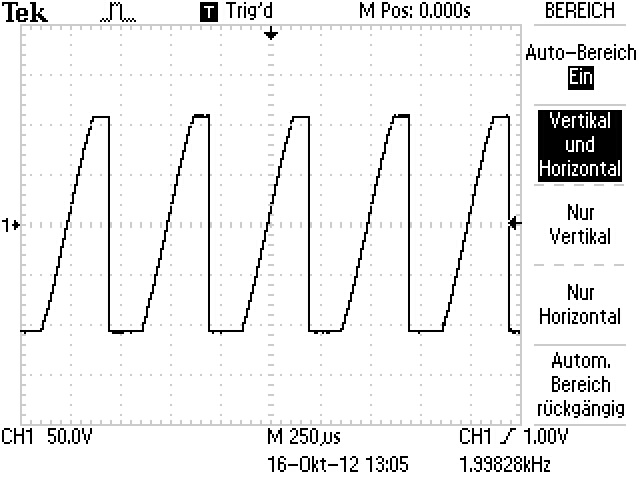 Tek
T Trig'd
M Pos: 0.000s
BEREICH
Auto-Bereich
Ein
Vertikal
und
Horizontal
Nur
Vertikal
Nur
Horizontal
Autom.
Bereich
rückgängig
1
CH1 50.0V
M 250µs
CH1 1.00V
16-Okt-12 13:05
1.99828kHz